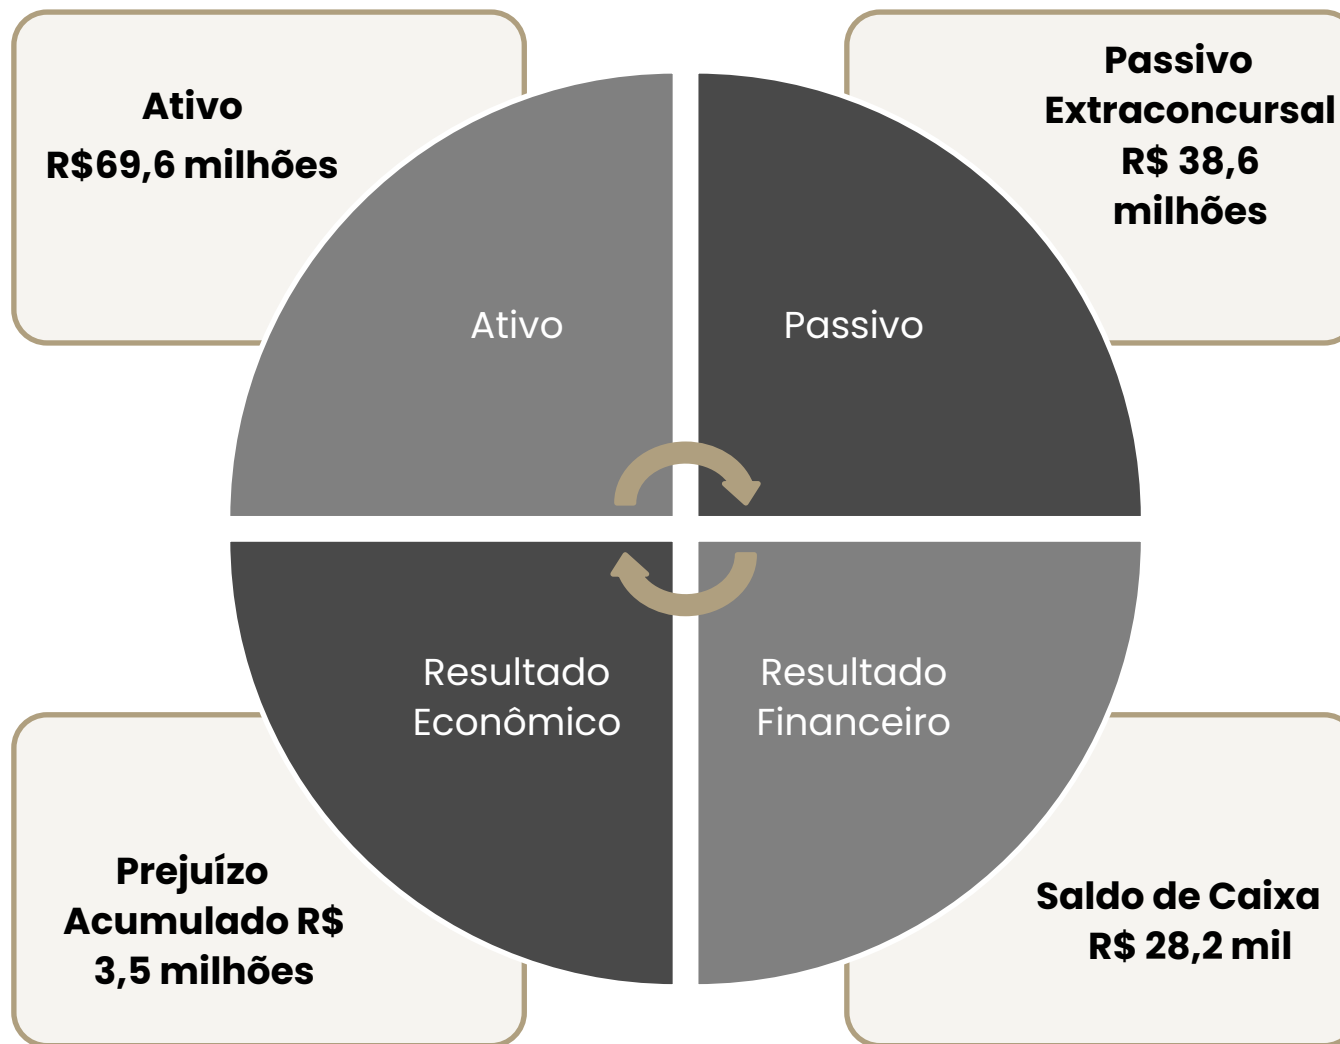 Ativo
R$69,6 milhões
Passivo
Extraconcursal
R$ 38,6
milhões
Ativo
Passivo
Resultado
Econômico
Resultado
Financeiro
Prejuízo
Acumulado R$
3,5 milhões
Saldo de Caixa
R$ 28,2 mil